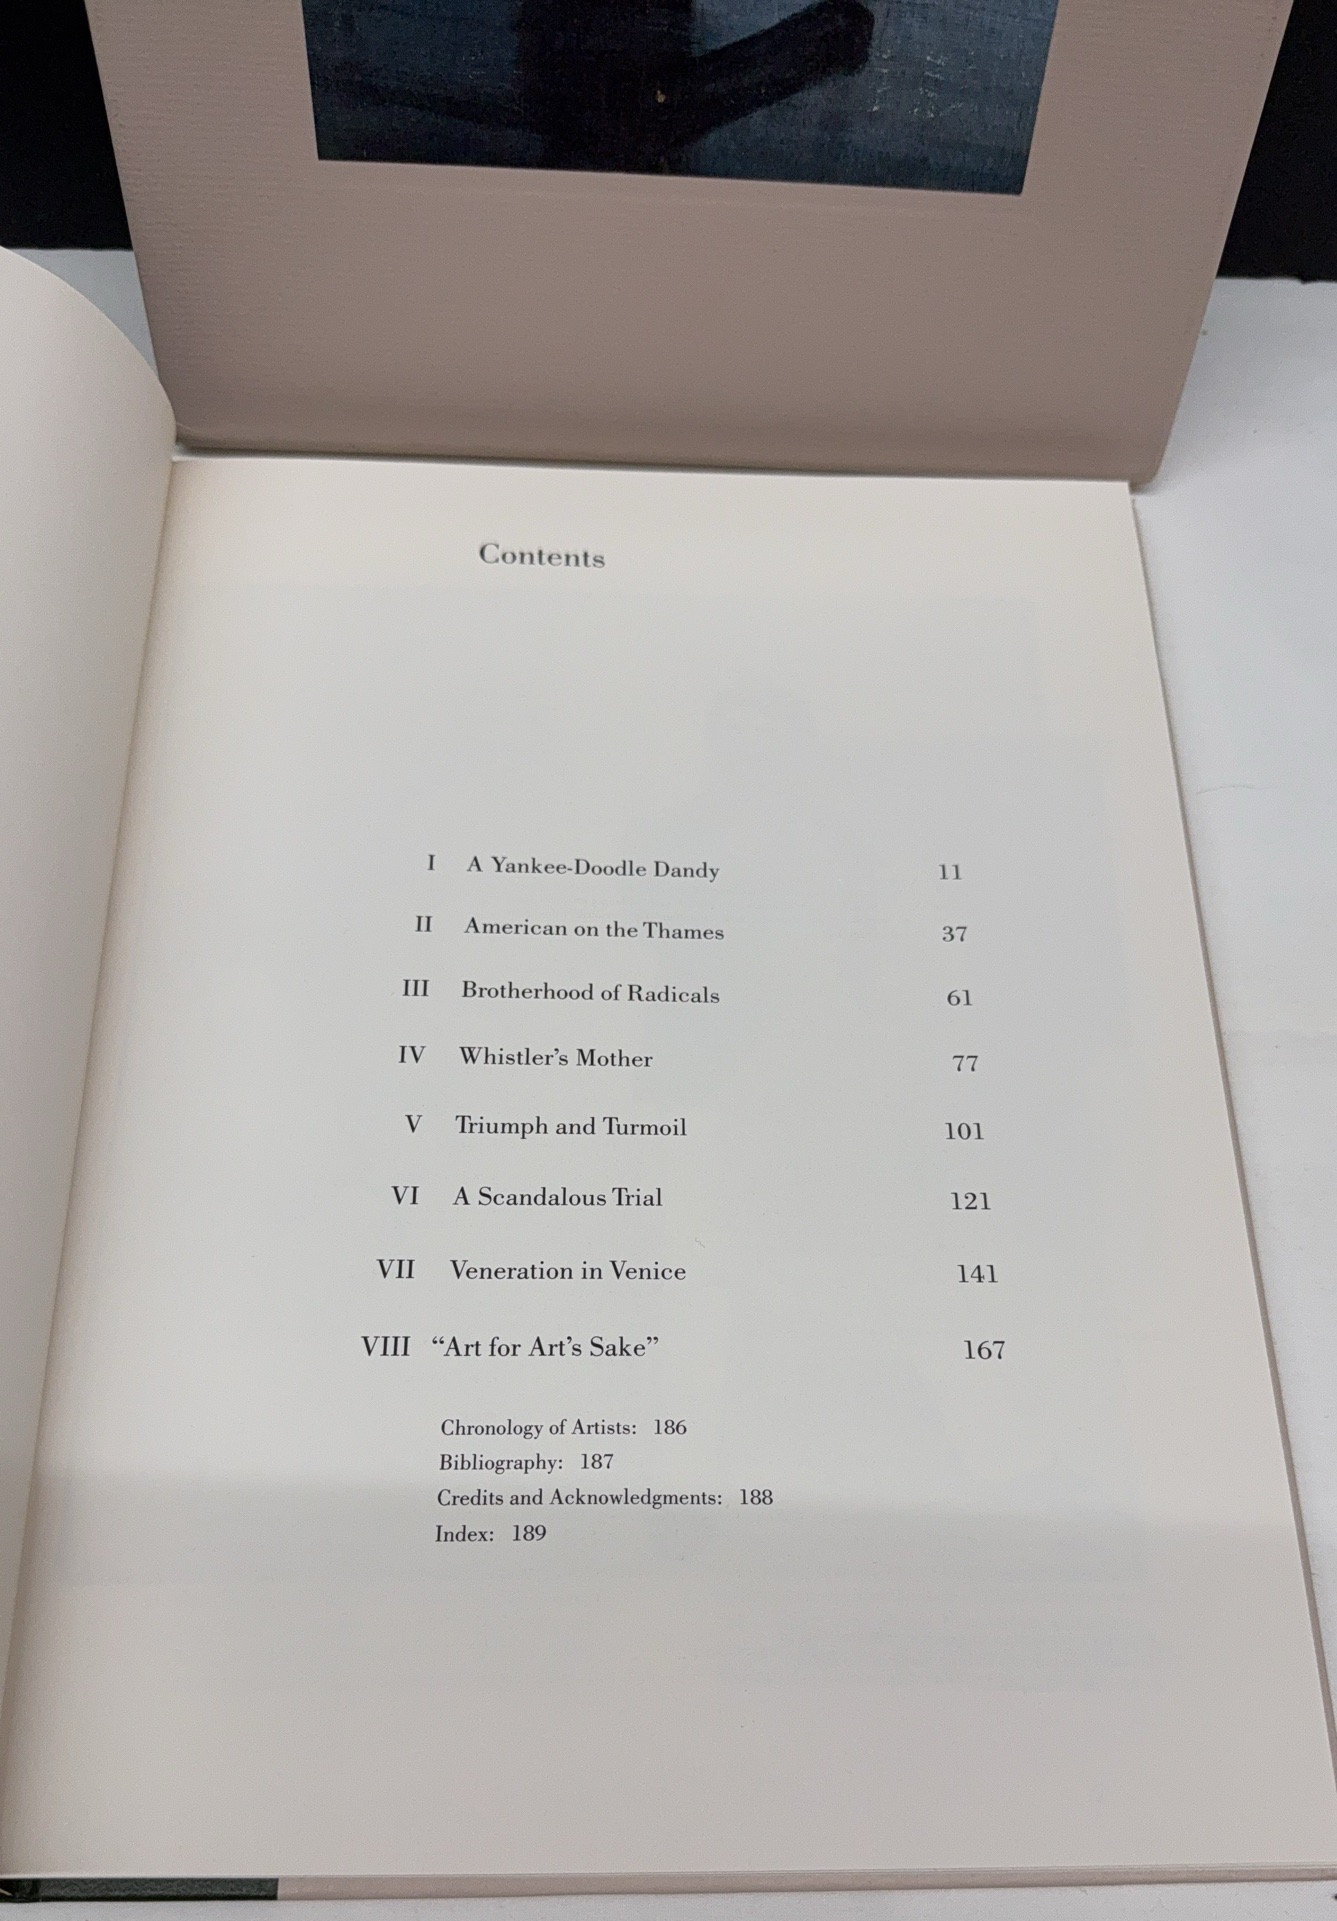 Contents
I A Yankee-Doodle Dandy 11
II American on the Thames 37
III Brotherhood of Radicals 61
IV Whistler’s Mother 77
V Triumph and Turmoil 101
VI A Scandalous Trial 121
VII Veneration in Venice 141
VIII “Art for Art’s Sake” 167
Chronology of Artists: 186
Bibliography: 187
Credits and Acknowledgments: 188
Index: 189